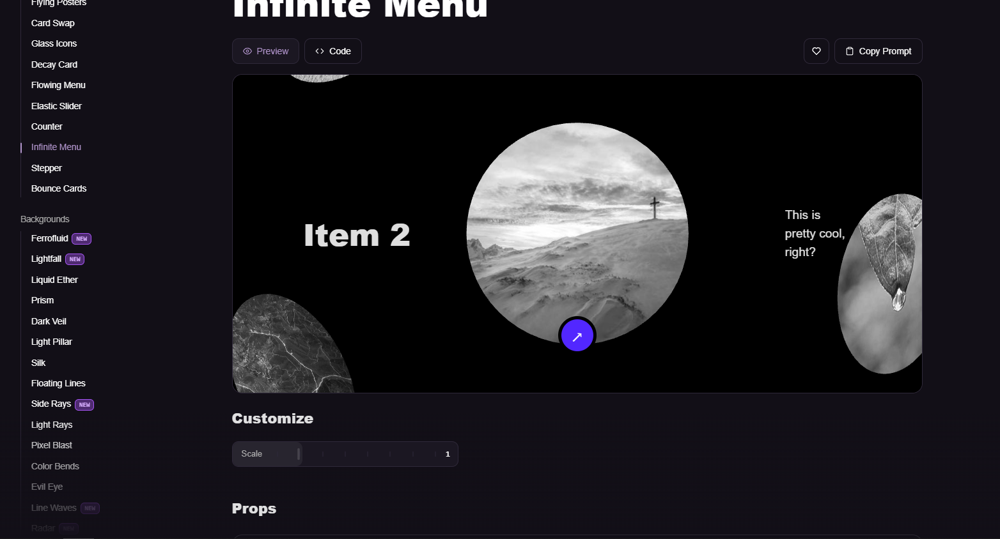 Flying Posters
Card Swap
Glass Icons
Decay Card
Flowing Menu
Elastic Slider
Counter
Infinite Menu
Stepper
Bounce Cards
Backgrounds
Ferrofluid NEW
Lightfall NEW
Liquid Ether
Prism
Dark Veil
Light Pillar
Silk
Floating Lines
Side Rays NEW
Light Rays
Pixel Blast
Color Bends
Evil Eye
Line Waves NEW
Radar NEW
Infinite Menu
Preview
Code
Copy Prompt
Item 2
This is
pretty cool,
right?
Customize
Scale 1
Props